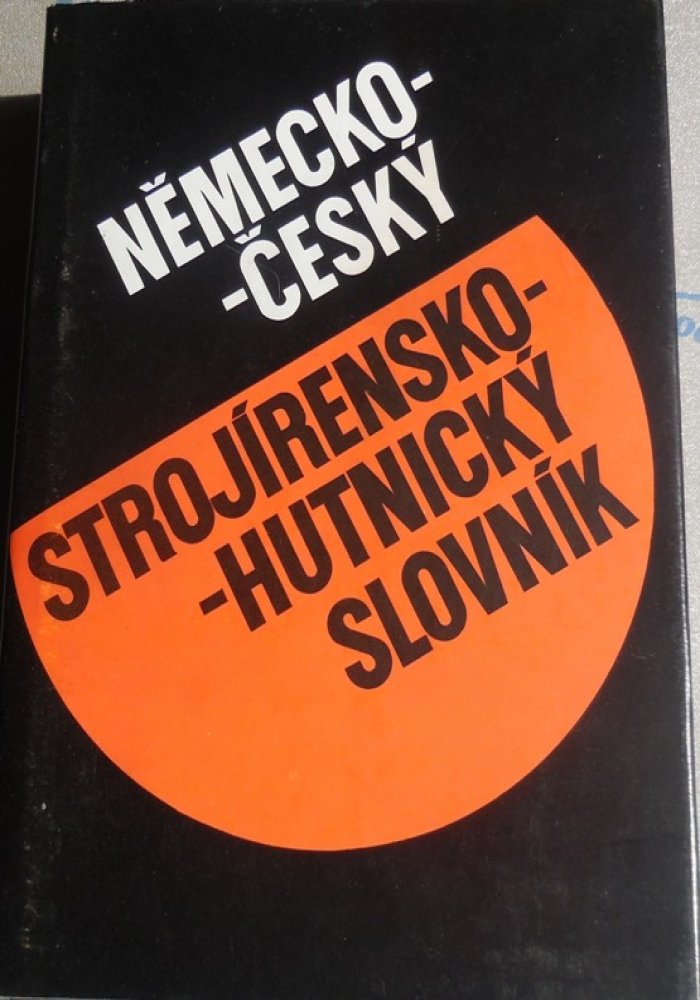 NĚMECKO-
-ČESKÝ
STROJÍRENSKO-
-HUTNICKÝ
SLOVNÍK